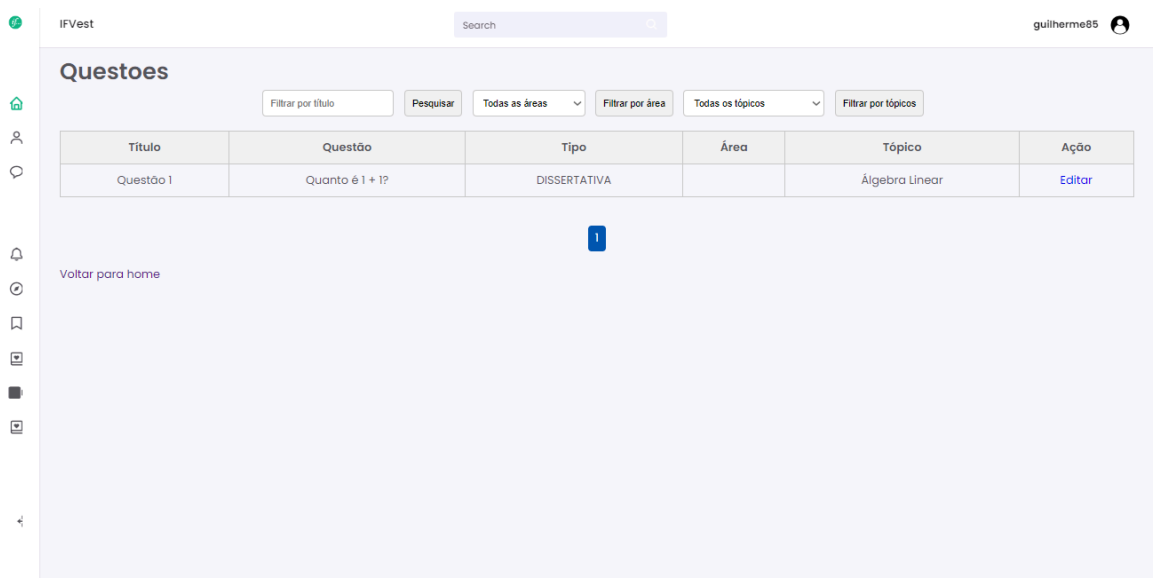 IFVest
Search
guilherme85
Questoes
Filtrar por título Pesquisar Todas as áreas Filtrar por área Todas os tópicos Filtrar por tópicos
Título Questão Tipo Área Tópico Ação
Questão 1 Quanto é 1 + 1? DISSERTATIVA Álgebra Linear Editar
1
Voltar para home